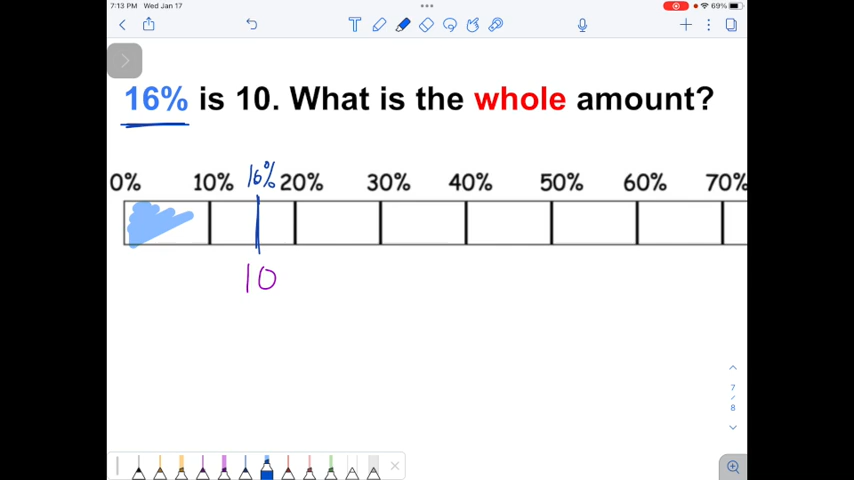 7:13 PM Wed Jan 17
69%
16% is 10. What is the whole amount?
16%
0% 10% 20% 30% 40% 50% 60% 70%
10
7
8